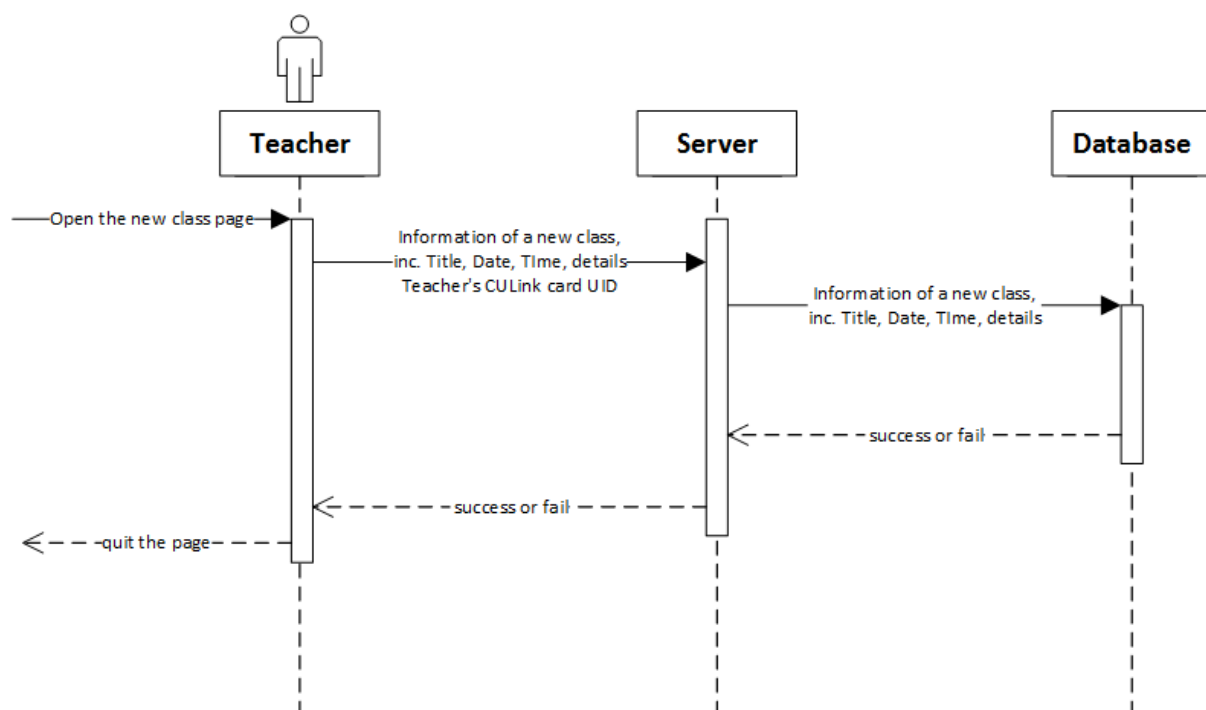 Teacher
Server
Database
Open the new class page
Information of a new class,
inc. Title, Date, TIme, details
Teacher's CULink card UID
Information of a new class,
inc. Title, Date, TIme, details
success or fail
success or fail
quit the page